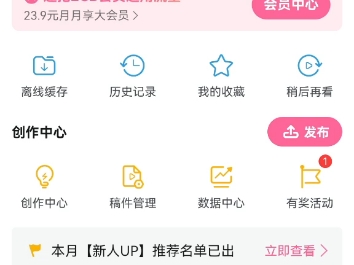 23.9元月月享大会员 >
会员中心
离线缓存 历史记录 我的收藏 稍后再看
创作中心 发布
1
创作中心 稿件管理 数据中心 有奖活动
本月【新人UP】推荐名单已出 立即查看 >